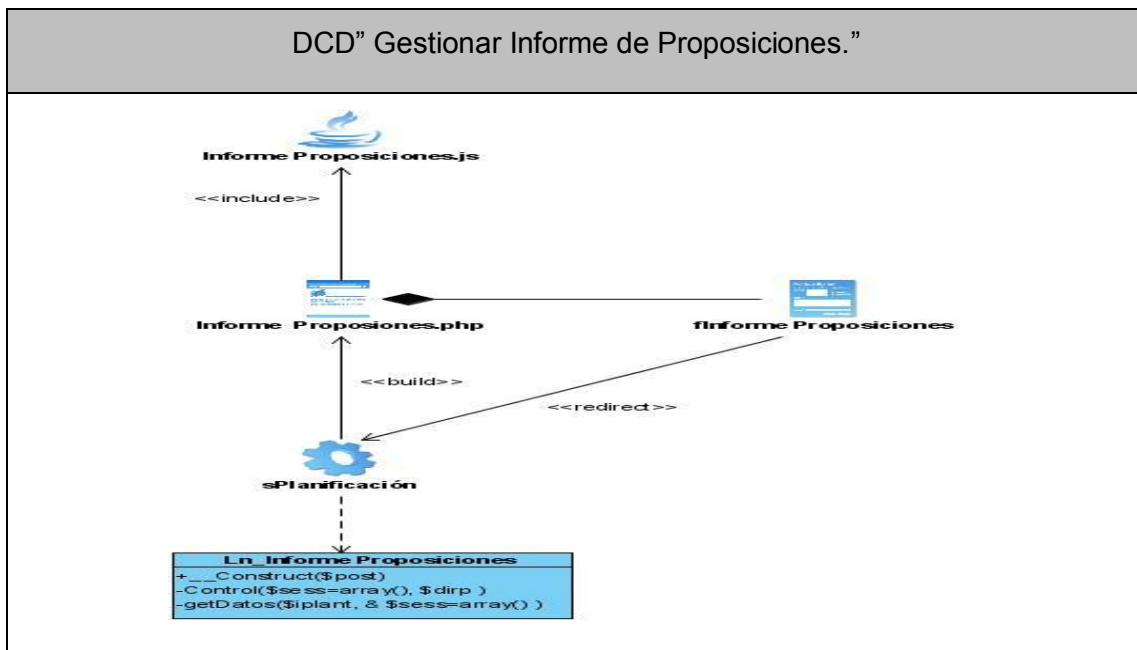 DCD” Gestionar Informe de Proposiciones.”
Informe Proposiciones.js
<<include>>
Informe Proposiones.php
fInforme Proposiciones
<<build>>
<<redirect>>
sPlanificación
Ln_Informe Proposiciones
+__Construct($post)
-Control($sess=array(), $dirp )
-getDatos($iplant, & $sess=array() )